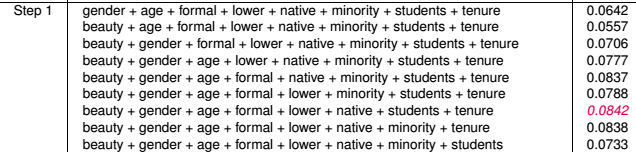 Step 1 gender + age + formal + lower + native + minority + students + tenure 0.0642
beauty + age + formal + lower + native + minority + students + tenure 0.0557
beauty + gender + formal + lower + native + minority + students + tenure 0.0706
beauty + gender + age + lower + native + minority + students + tenure 0.0777
beauty + gender + age + formal + native + minority + students + tenure 0.0837
beauty + gender + age + formal + lower + minority + students + tenure 0.0788
beauty + gender + age + formal + lower + native + students + tenure 0.0842
beauty + gender + age + formal + lower + native + minority + tenure 0.0838
beauty + gender + age + formal + lower + native + minority + students 0.0733